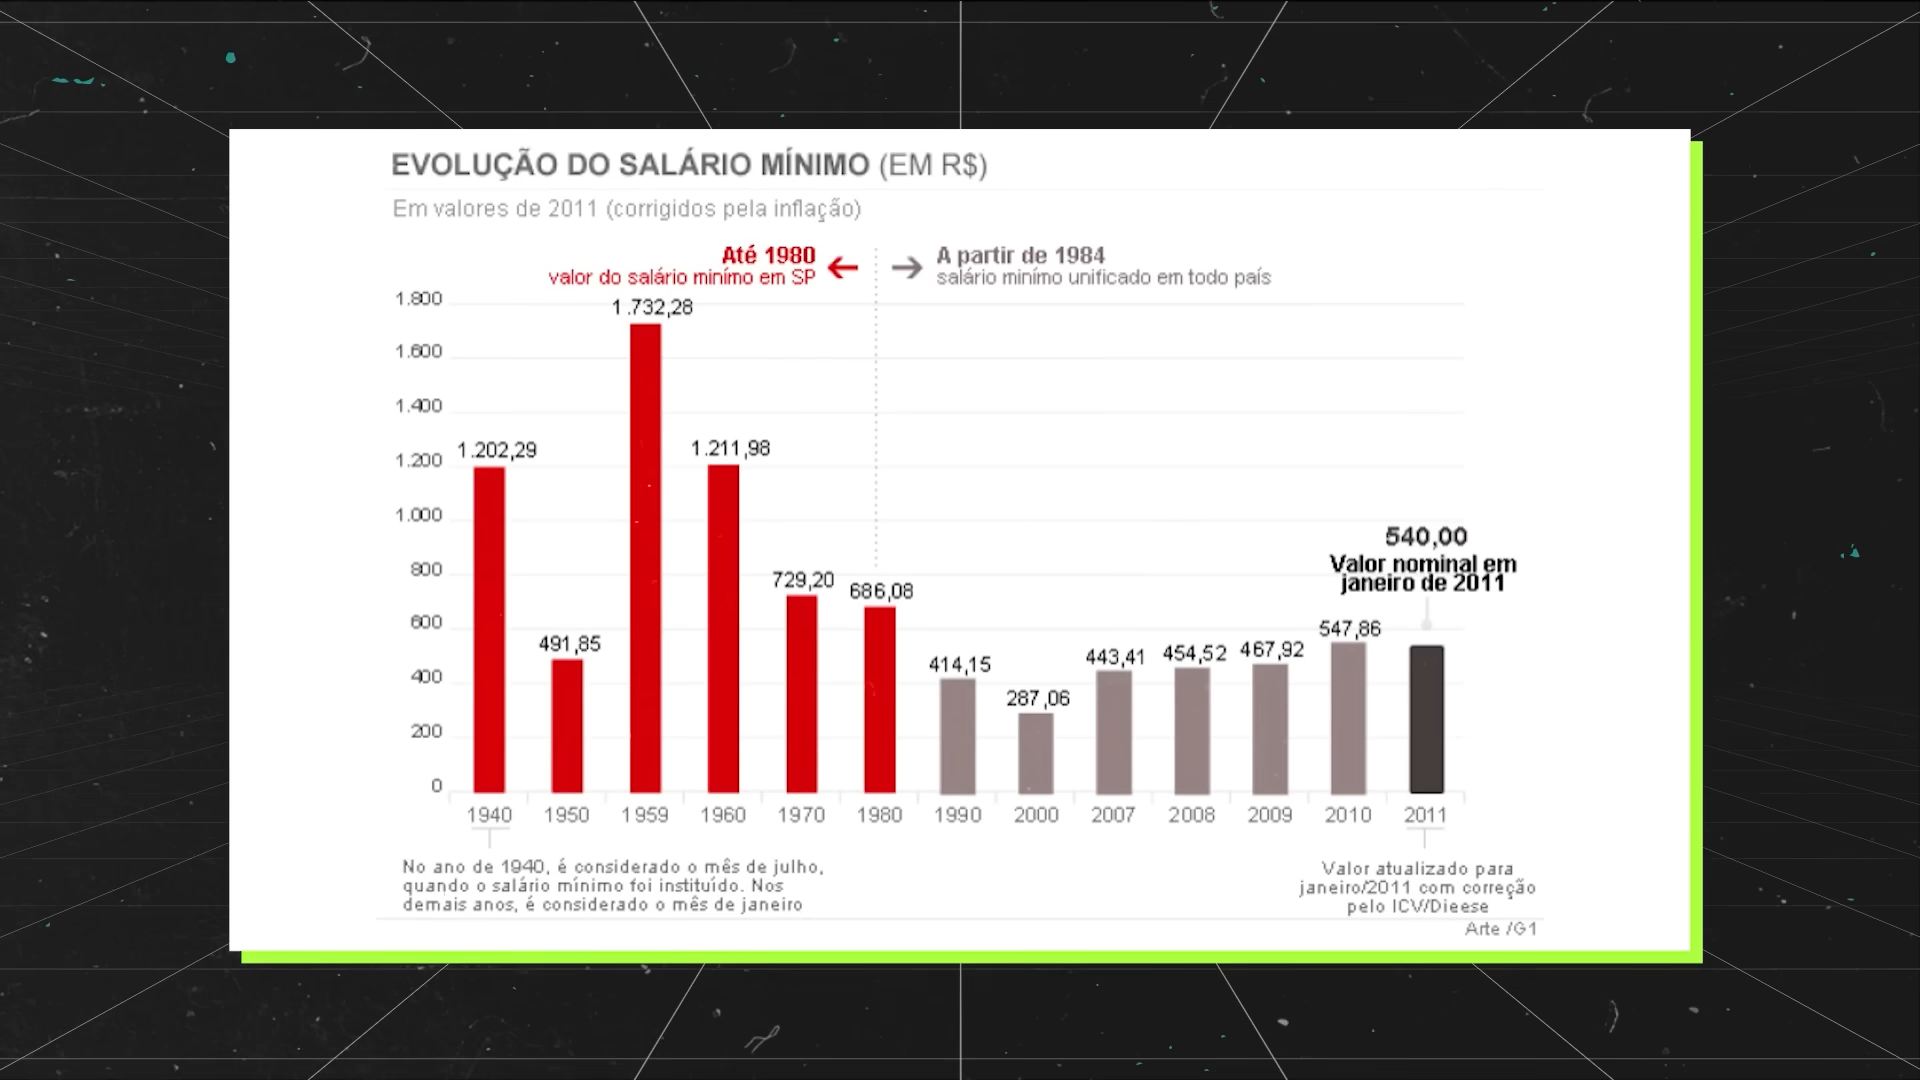 EVOLUÇÃO DO SALÁRIO MÍNIMO (EM R$)
Em valores de 2011 (corrigidos pela inflação)
Até 1980
valor do salário minímo em SP
A partir de 1984
salário minímo unificado em todo país
1.800
1.600
1.400
1.200
1.000
800
600
400
200
0
1.202,29
491,85
1.732,28
1.211,98
729,20
686,08
414,15
287,06
443,41
454,52
467,92
547,86
540,00
Valor nominal em
janeiro de 2011
1940 1950 1959 1960 1970 1980 1990 2000 2007 2008 2009 2010 2011
No ano de 1940, é considerado o mês de julho,
quando o salário mínimo foi instituído. Nos
demais anos, é considerado o mês de janeiro
Valor atualizado para
janeiro/2011 com correção
pelo ICV/Dieese
Arte /G1